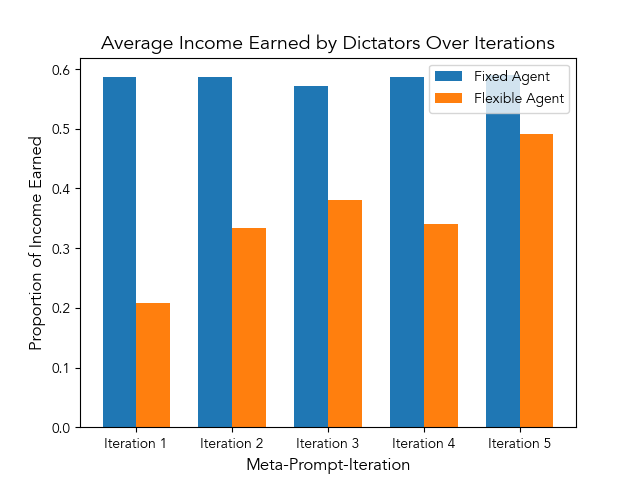 Average Income Earned by Dictators Over Iterations
Fixed Agent
Flexible Agent
Proportion of Income Earned
0.6
0.5
0.4
0.3
0.2
0.1
0.0
Iteration 1
Iteration 2
Iteration 3
Iteration 4
Iteration 5
Meta-Prompt-Iteration